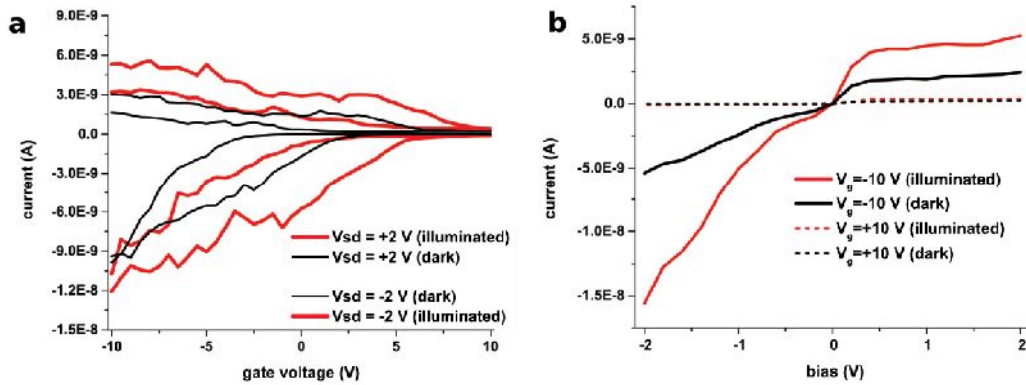 a
9.0E-9
6.0E-9
3.0E-9
0.0
-3.0E-9
-6.0E-9
-9.0E-9
-1.2E-8
-1.5E-8
current (A)
Vsd = +2 V (illuminated)
Vsd = +2 V (dark)
Vsd = -2 V (dark)
Vsd = -2 V (illuminated)
-10 -5 0 5 10
gate voltage (V)
b
5.0E-9
0.0
-5.0E-9
-1.0E-8
-1.5E-8
current (A)
Vg=-10 V (illuminated)
Vg=-10 V (dark)
Vg=+10 V (illuminated)
Vg=+10 V (dark)
-2 -1 0 1 2
bias (V)